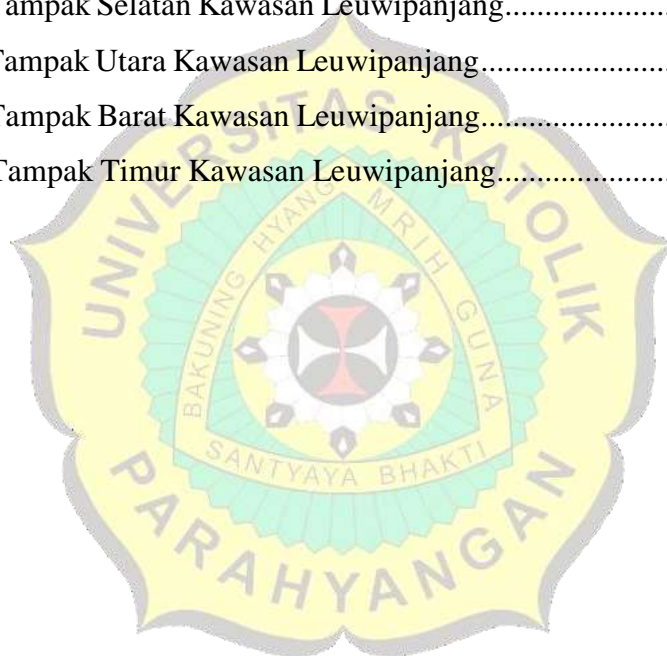 Tampak Selatan Kawasan Leuwipanjang......................
Tampak Utara Kawasan Leuwipanjang........................
Tampak Barat Kawasan Leuwipanjang........................
Tampak Timur Kawasan Leuwipanjang......................
UNIVERSITAS KATOLIK
PARAHYANGAN
BAKUNING HYANG MRIH GUNA
SANTYAYA BHAKTI